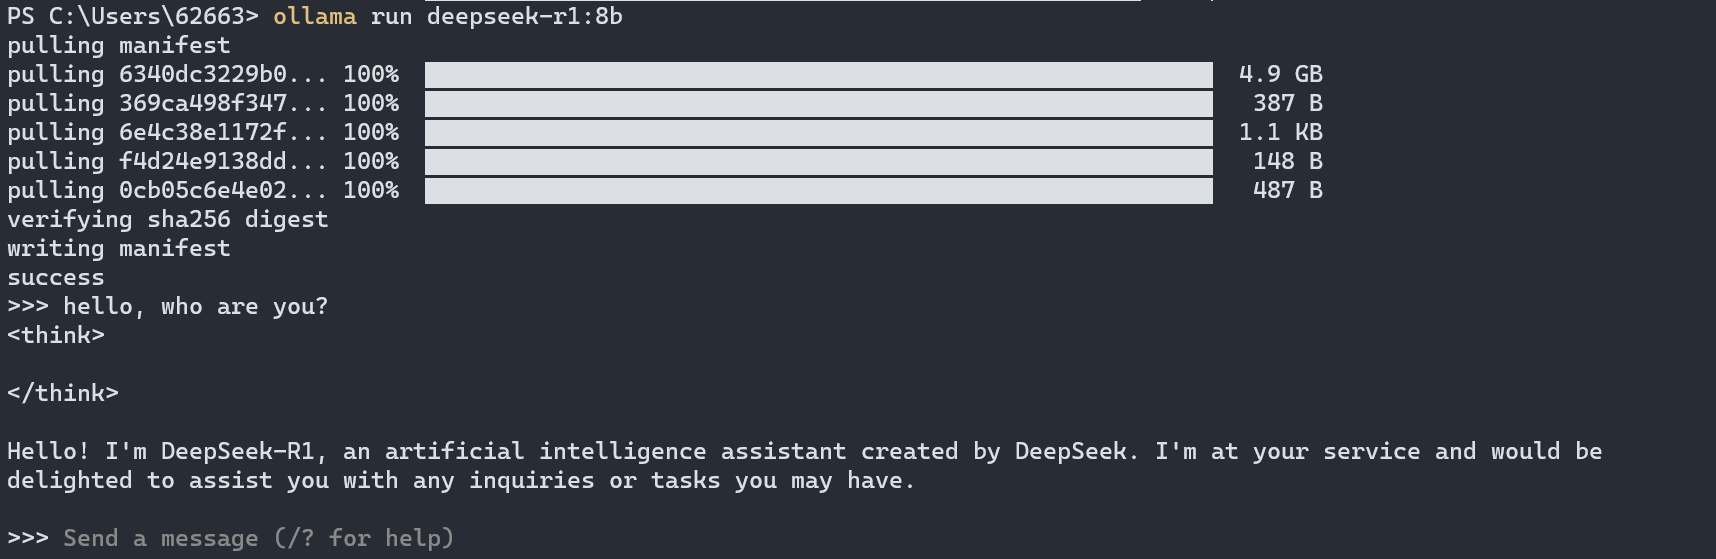 PS C:\Users\62663> ollama run deepseek-r1:8b
pulling manifest
pulling 6340dc3229b0... 100% 4.9 GB
pulling 369ca498f347... 100% 387 B
pulling 6e4c38e1172f... 100% 1.1 KB
pulling f4d24e9138dd... 100% 148 B
pulling 0cb05c6e4e02... 100% 487 B
verifying sha256 digest
writing manifest
success
>>> hello, who are you?
<think>
</think>
Hello! I'm DeepSeek-R1, an artificial intelligence assistant created by DeepSeek. I'm at your service and would be
delighted to assist you with any inquiries or tasks you may have.
>>> Send a message (/? for help)